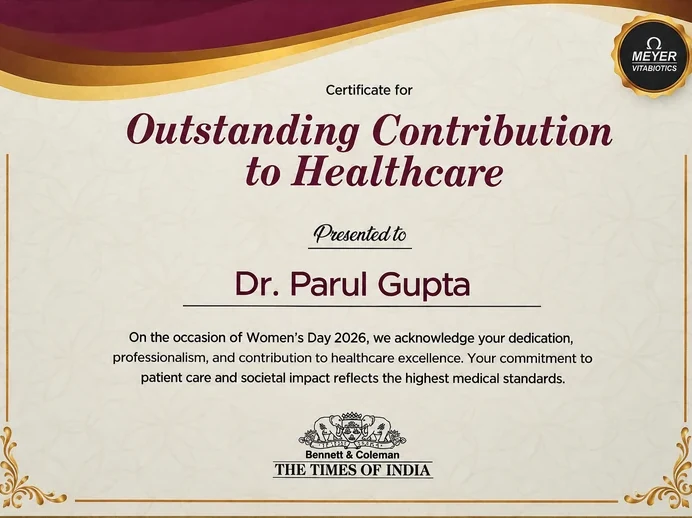 MEYER
VITABIOTICS
Certificate for
Outstanding Contribution
to Healthcare
Presented to
Dr. Parul Gupta
On the occasion of Women's Day 2026, we acknowledge your dedication,
professionalism, and contribution to healthcare excellence. Your commitment to
patient care and societal impact reflects the highest medical standards.
Bennett & Coleman
THE TIMES OF INDIA